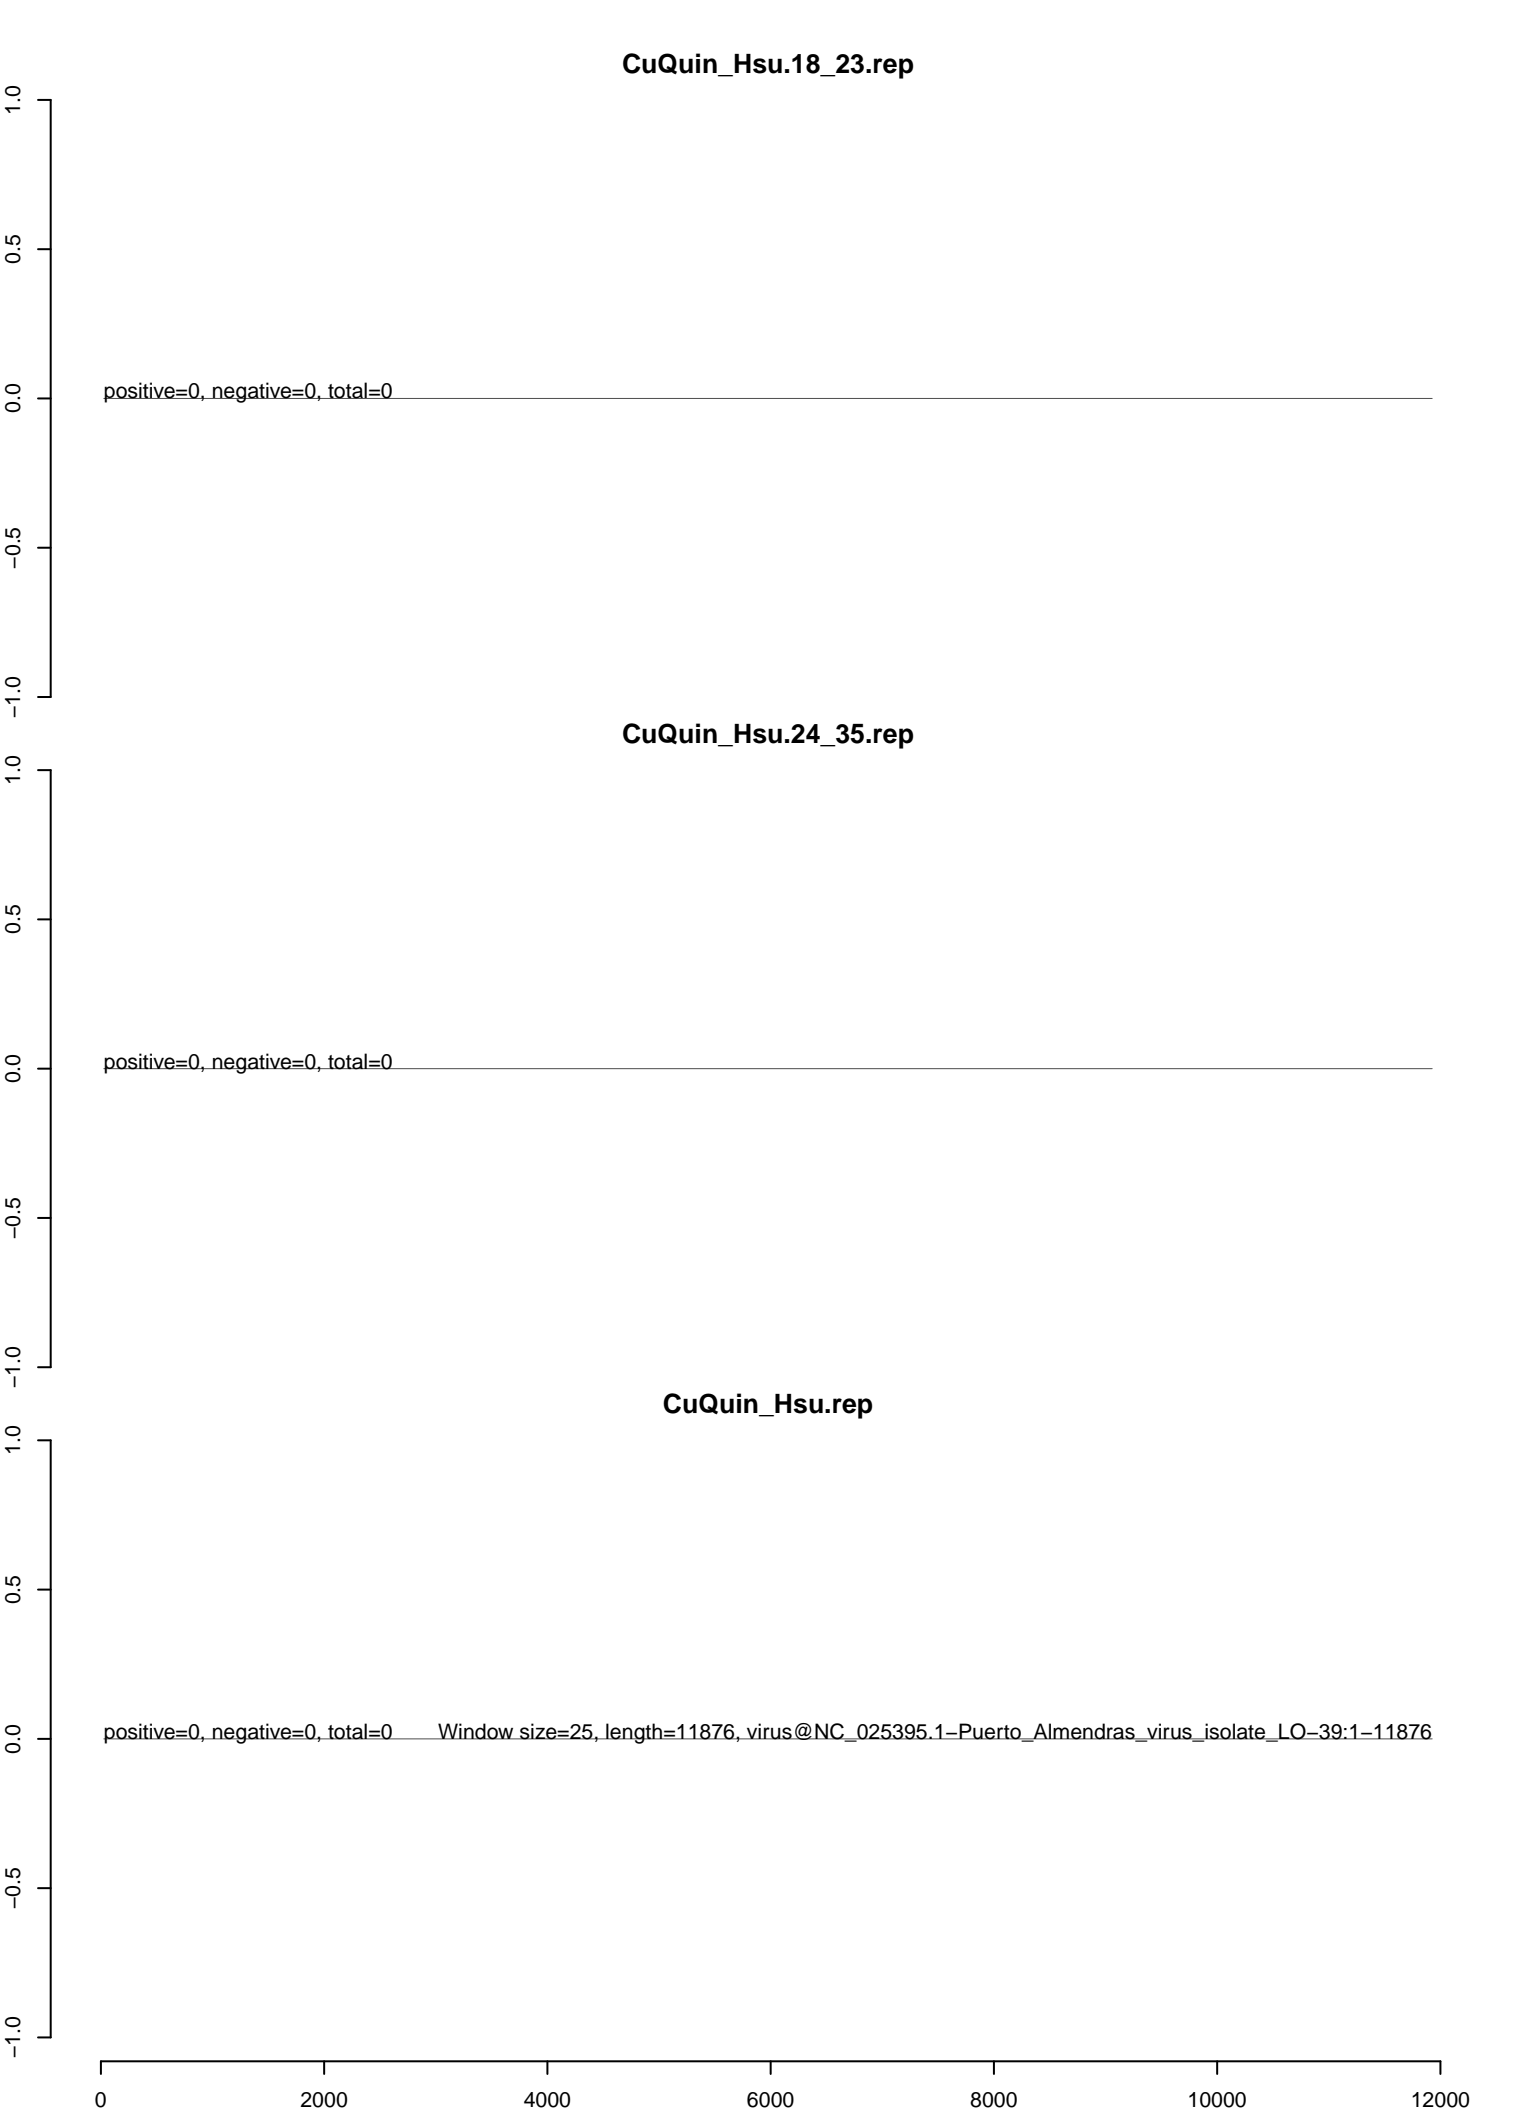 CuQuin_Hsu.18_23.rep
1.0
0.5
0.0
−0.5
−1.0
positive=0, negative=0, total=0
CuQuin_Hsu.24_35.rep
1.0
0.5
0.0
−0.5
−1.0
positive=0, negative=0, total=0
CuQuin_Hsu.rep
1.0
0.5
0.0
−0.5
−1.0
positive=0, negative=0, total=0 Window size=25, length=11876, virus@NC_025395.1−Puerto_Almendras_virus_isolate_LO−39:1−11876
0 2000 4000 6000 8000 10000 12000